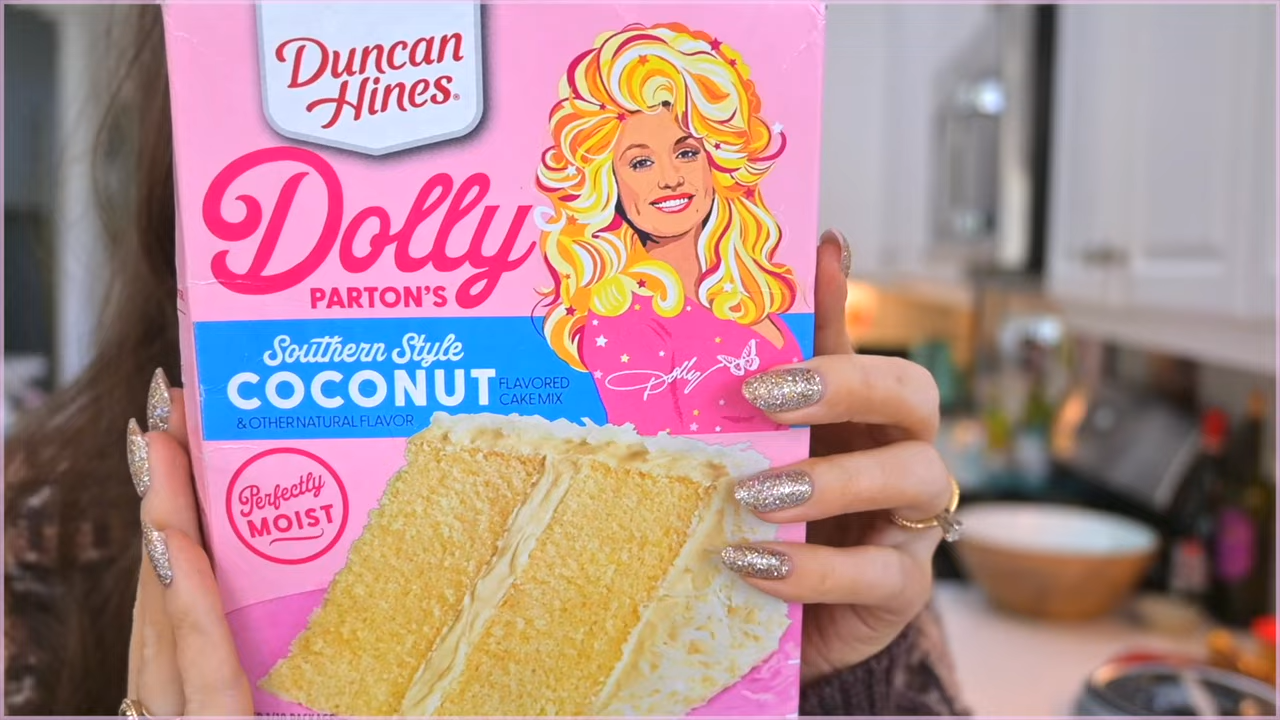 Duncan
Hines®
Dolly
PARTON'S
Southern Style
COCONUT
FLAVORED
CAKE MIX
& OTHER NATURAL FLAVOR
Dolly
Perfectly
MOIST